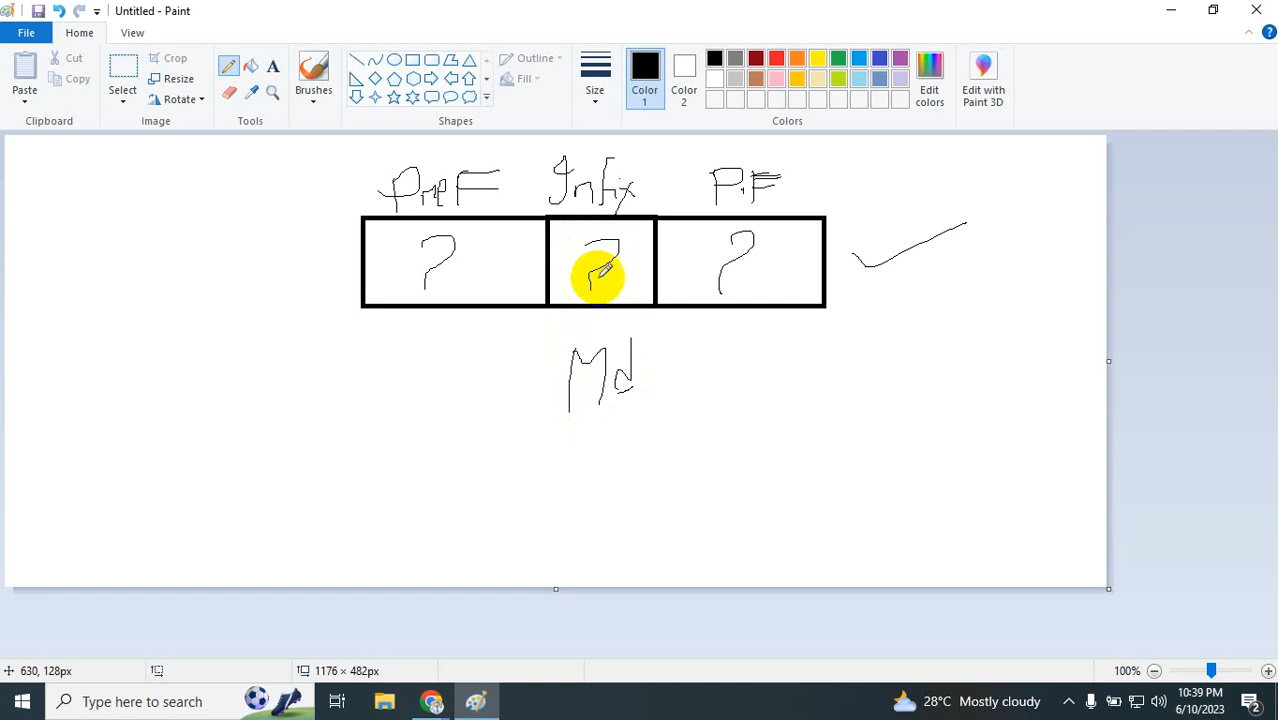 Untitled - Paint
File Home View
Paste Cut Copy Clipboard
Select Crop Resize Rotate Image
Tools
Brushes
Outline Fill Shapes
Size
Color 1 Color 2 Edit colors Colors
Edit with Paint 3D
PreF Infix P.F
? ? ?
Md
630, 128px 1176 × 482px 100%
Type here to search 28°C Mostly cloudy 10:39 PM
6/10/2023 2